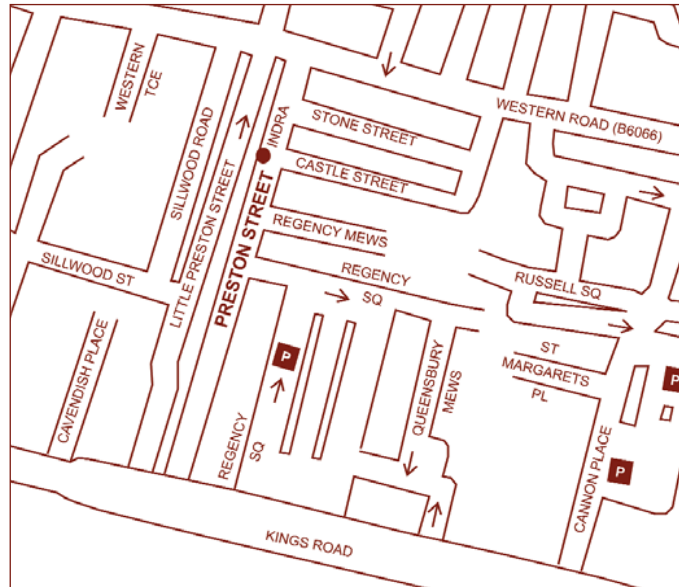 WESTERN
TCE
SILLWOOD ROAD
INDRA
STONE STREET
WESTERN ROAD (B6066)
CASTLE STREET
LITTLE PRESTON STREET
PRESTON STREET
REGENCY MEWS
SILLWOOD ST
REGENCY
SQ
RUSSELL SQ
CAVENDISH PLACE
P
QUEENSBURY
MEWS
ST
MARGARETS
PL
P
REGENCY
SQ
P
CANNON PLACE
KINGS ROAD